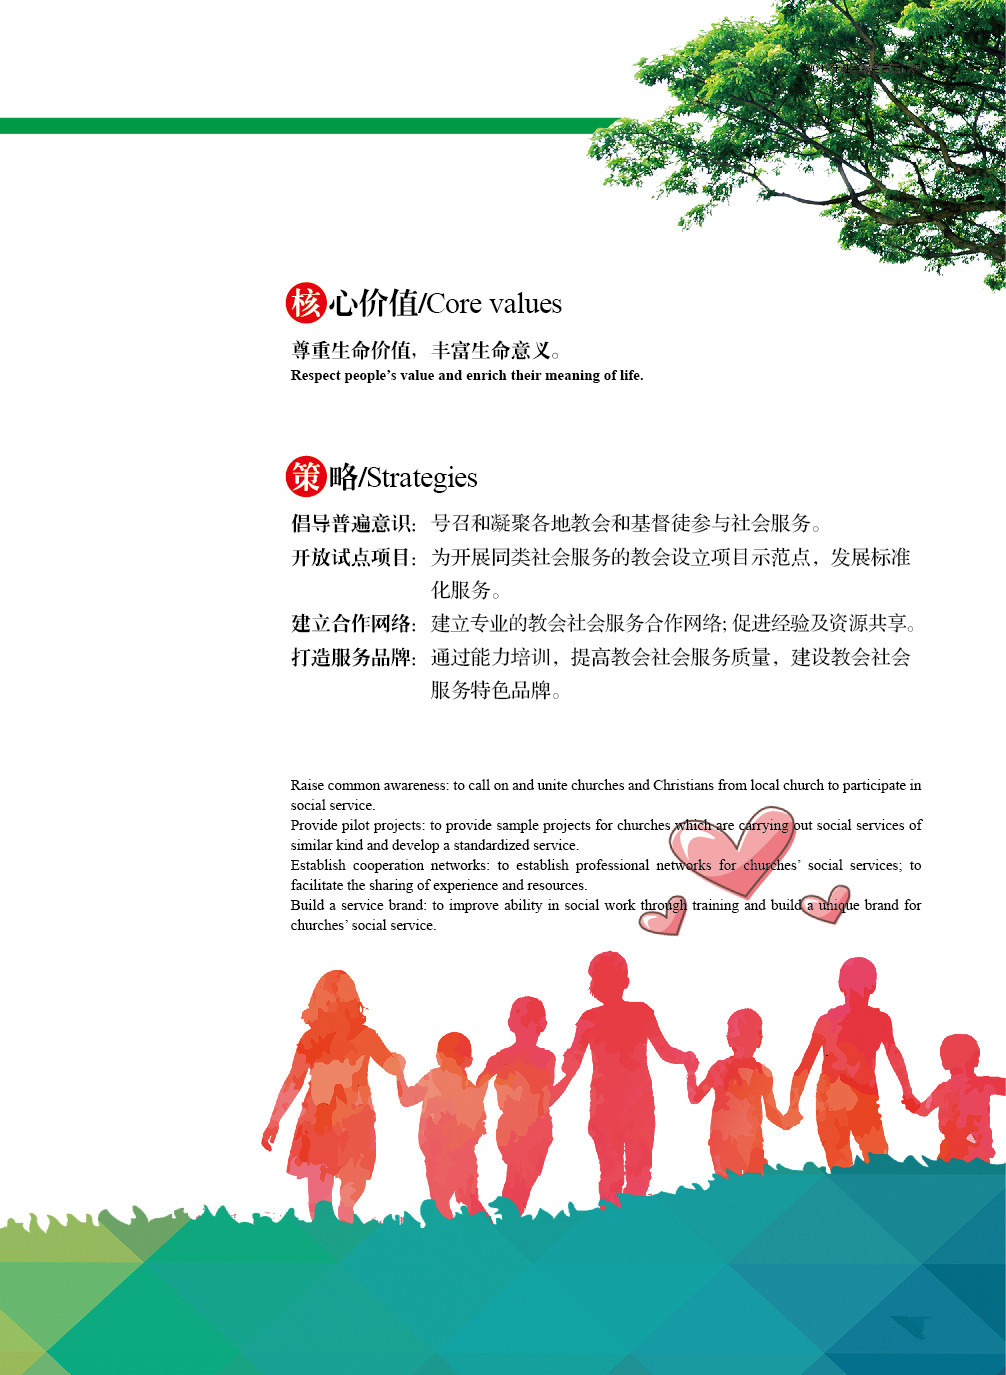 核心价值/Core values
尊重生命价值，丰富生命意义。
Respect people’s value and enrich their meaning of life.
策略/Strategies
倡导普遍意识：号召和凝聚各地教会和基督徒参与社会服务。
开放试点项目：为开展同类社会服务的教会设立项目示范点，发展标准
化服务。
建立合作网络：建立专业的教会社会服务合作网络; 促进经验及资源共享。
打造服务品牌：通过能力培训，提高教会社会服务质量，建设教会社会
服务特色品牌。
Raise common awareness: to call on and unite churches and Christians from local church to participate in
social service.
Provide pilot projects: to provide sample projects for churches which are carrying out social services of
similar kind and develop a standardized service.
Establish cooperation networks: to establish professional networks for churches’ social services; to
facilitate the sharing of experience and resources.
Build a service brand: to improve ability in social work through training and build a unique brand for
churches’ social service.